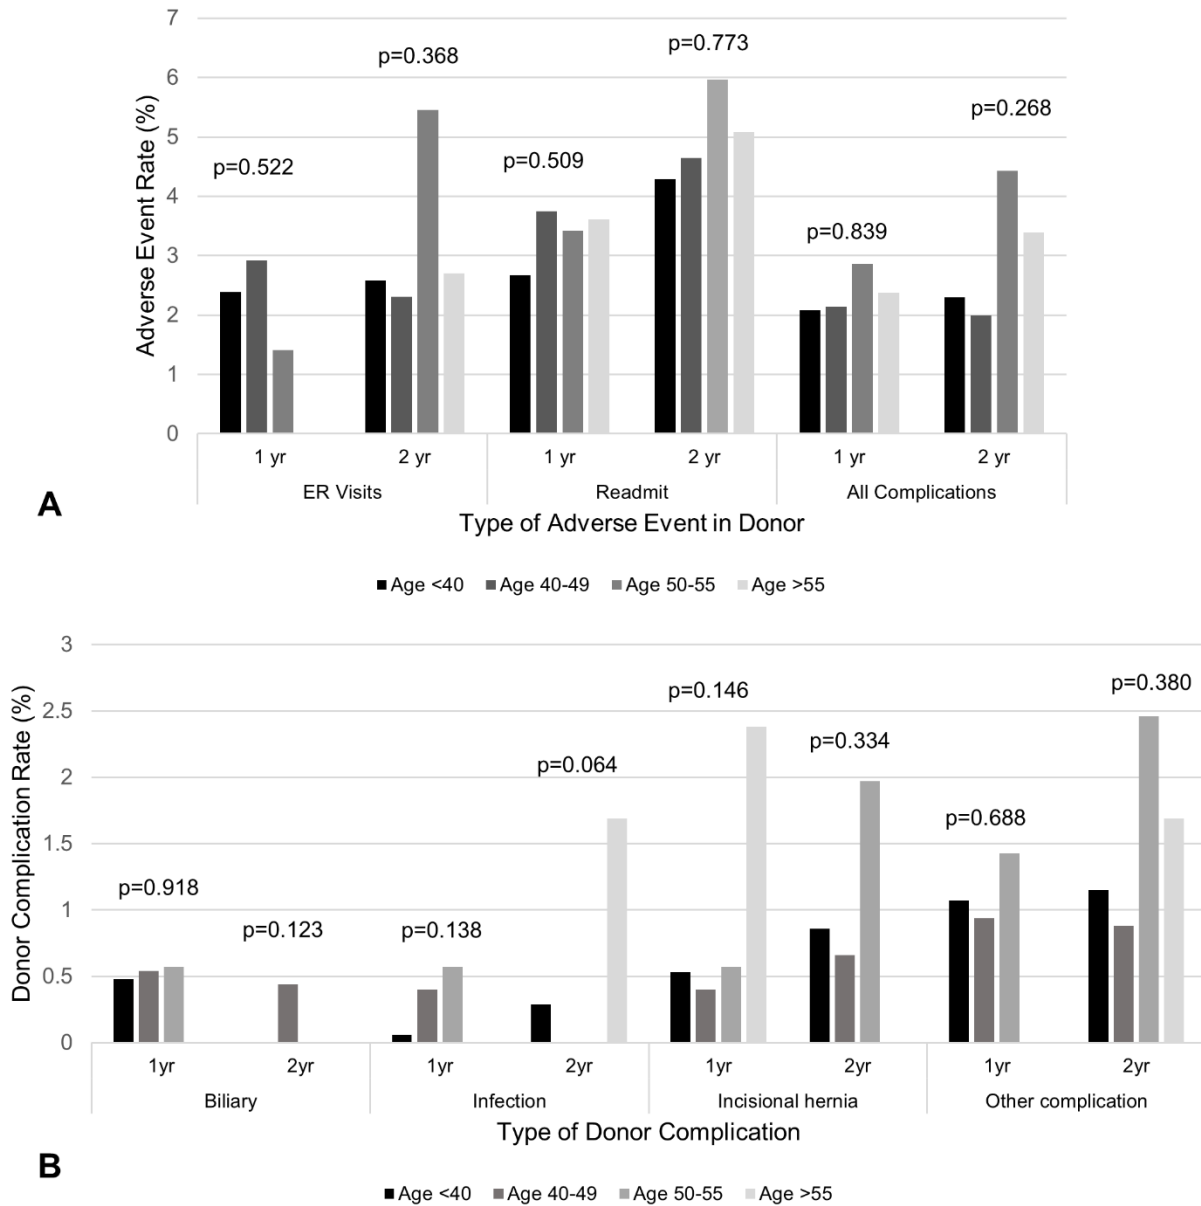 7
6
5
4
3
2
1
0
Adverse Event Rate (%)
p=0.522
p=0.368
p=0.509
p=0.773
p=0.839
p=0.268
1 yr 2 yr 1 yr 2 yr 1 yr 2 yr
ER Visits Readmit All Complications
A
Type of Adverse Event in Donor
Age <40 Age 40-49 Age 50-55 Age >55
3
2.5
2
1.5
1
0.5
0
Donor Complication Rate (%)
p=0.918
p=0.123
p=0.138
p=0.064
p=0.146
p=0.334
p=0.688
p=0.380
1yr 2yr 1yr 2yr 1yr 2yr 1yr 2yr
Biliary Infection Incisional hernia Other complication
Type of Donor Complication
B
Age <40 Age 40-49 Age 50-55 Age >55